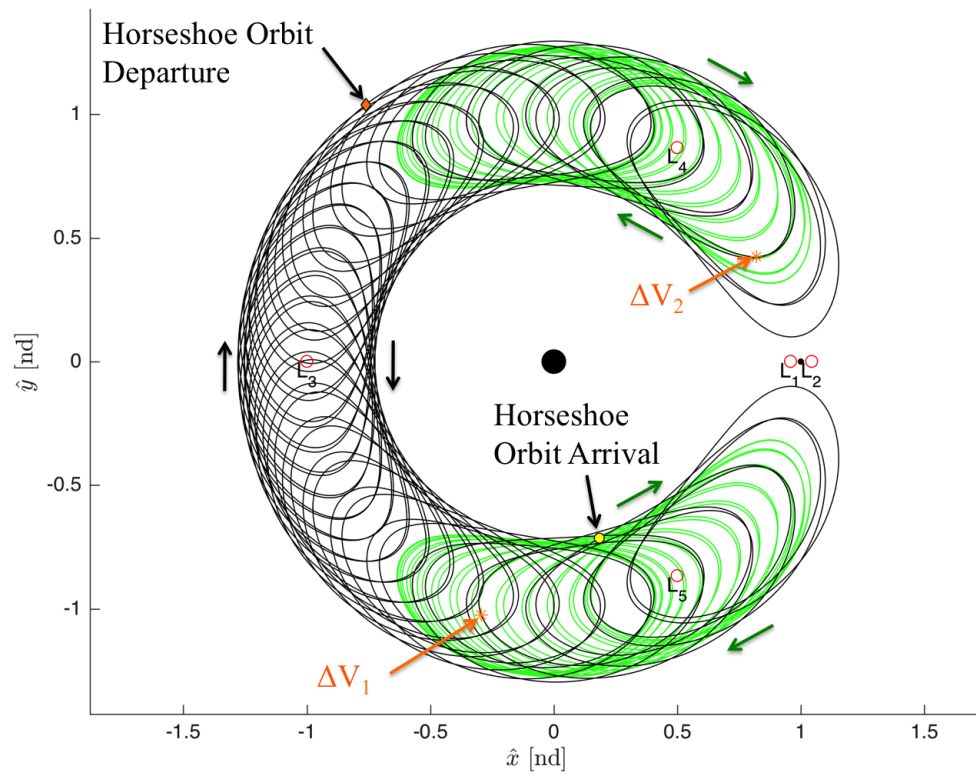 Horseshoe Orbit
Departure
1
L4
0.5
ΔV₂
ŷ [nd]
0
L₃
L₁ L₂
Horseshoe
Orbit Arrival
-0.5
L₅
-1
ΔV₁
-1.5 -1 -0.5 0 0.5 1 1.5
x̂ [nd]